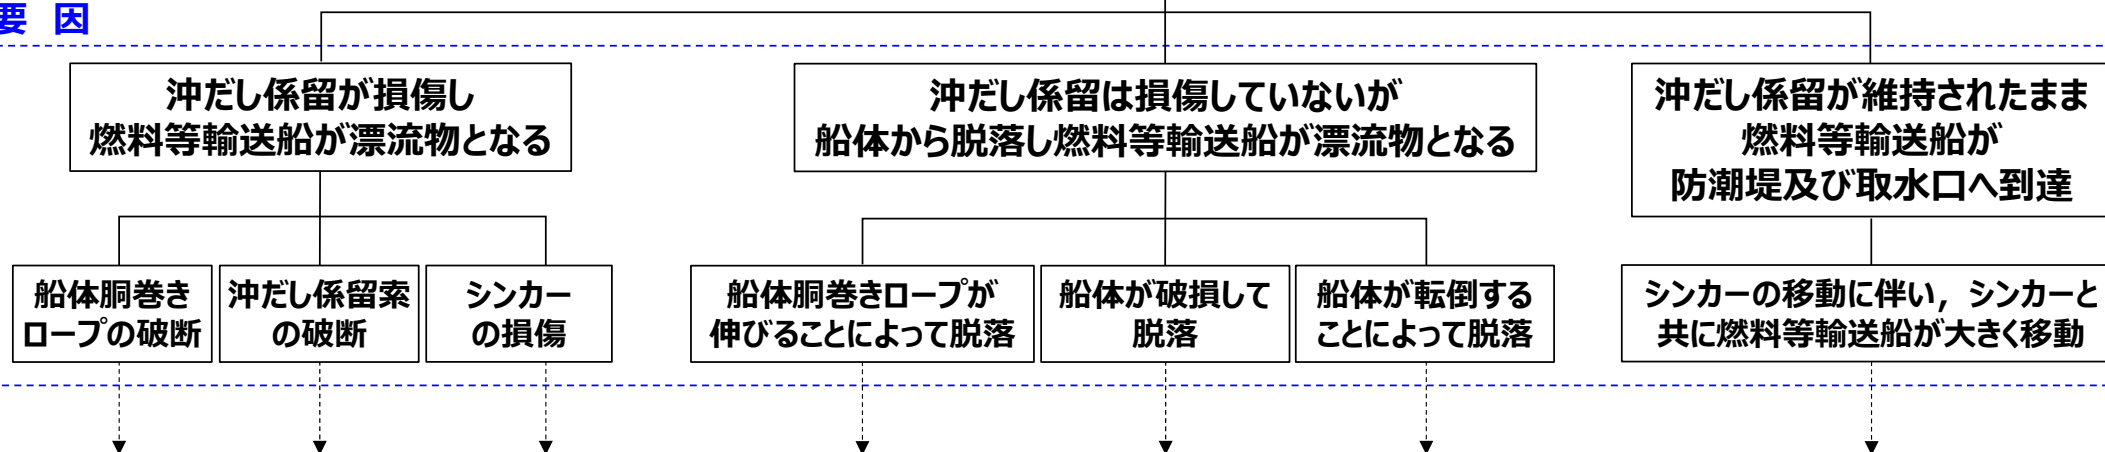 要 因
沖だし係留が損傷し
燃料等輸送船が漂流物となる
沖だし係留は損傷していないが
船体から脱落し燃料等輸送船が漂流物となる
沖だし係留が維持されたまま
燃料等輸送船が
防潮堤及び取水口へ到達
船体胴巻き
ロープの破断
沖だし係留索
の破断
シンカー
の損傷
船体胴巻きロープが
伸びることによって脱落
船体が破損して
脱落
船体が転倒する
ことによって脱落
シンカーの移動に伴い，シンカーと
共に燃料等輸送船が大きく移動